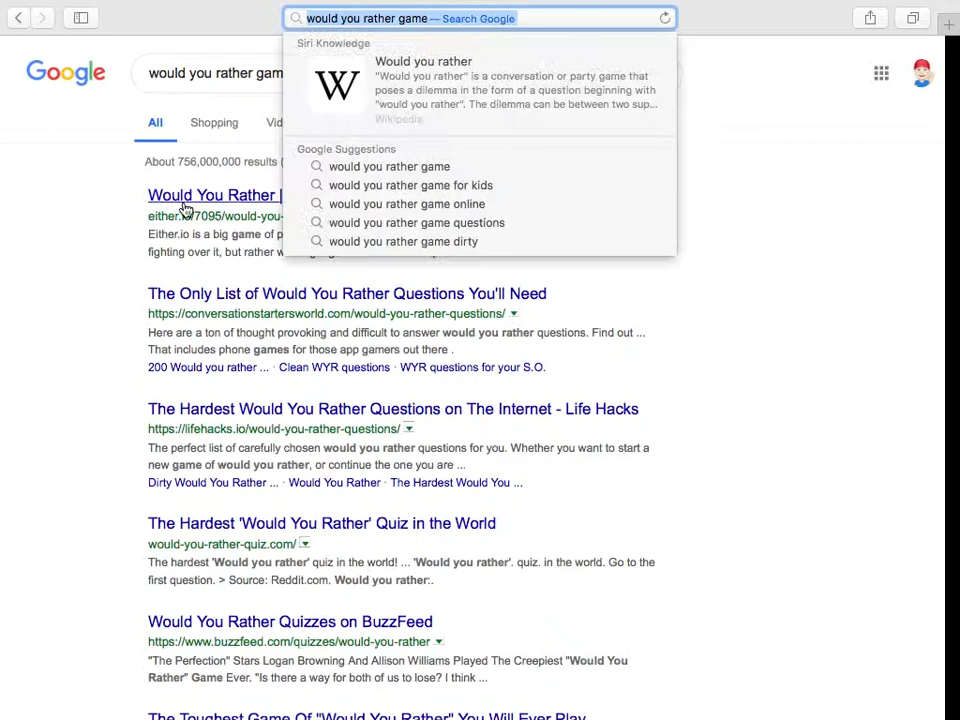 would you rather game — Search Google
Siri Knowledge
W
Would you rather
"Would you rather" is a conversation or party game that
poses a dilemma in the form of a question beginning with
"would you rather". The dilemma can be between two sup...
Wikipedia
Google Suggestions
would you rather game
would you rather game for kids
would you rather game online
would you rather game questions
would you rather game dirty
Google
would you rather gam
All Shopping Vid
About 756,000,000 results (
Would You Rather |
either. /7095/would-you-
Either.io is a big game of p
fighting over it, but rather
The Only List of Would You Rather Questions You'll Need
https://conversationstartersworld.com/would-you-rather-questions/
Here are a ton of thought provoking and difficult to answer would you rather questions. Find out ...
That includes phone games for those app gamers out there .
200 Would you rather ... · Clean WYR questions · WYR questions for your S.O.
The Hardest Would You Rather Questions on The Internet - Life Hacks
https://lifehacks.io/would-you-rather-questions/
The perfect list of carefully chosen would you rather questions for you. Whether you want to start a
new game of would you rather, or continue the one you are ...
Dirty Would You Rather ... · Would You Rather · The Hardest Would You ...
The Hardest 'Would You Rather' Quiz in the World
would-you-rather-quiz.com/
The hardest 'Would you rather' quiz in the world! ... 'Would you rather'. quiz. in the world. Go to the
first question. > Source: Reddit.com. Would you rather:.
Would You Rather Quizzes on BuzzFeed
https://www.buzzfeed.com/quizzes/would-you-rather
"The Perfection" Stars Logan Browning And Allison Williams Played The Creepiest "Would You
Rather" Game Ever. "Is there a way for both of us to lose? I think ...
The Toughest Game Of "Would You Rather" You Will Ever Play